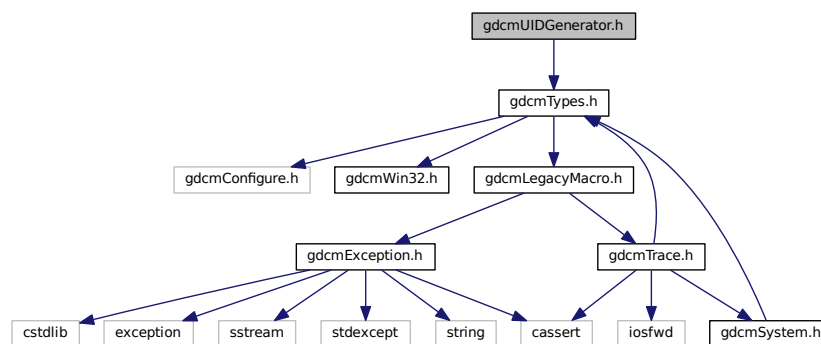 gdcmUIDGenerator.h
gdcmTypes.h
gdcmConfigure.h
gdcmWin32.h
gdcmLegacyMacro.h
gdcmException.h
gdcmTrace.h
cstdlib
exception
sstream
stdexcept
string
cassert
iosfwd
gdcmSystem.h